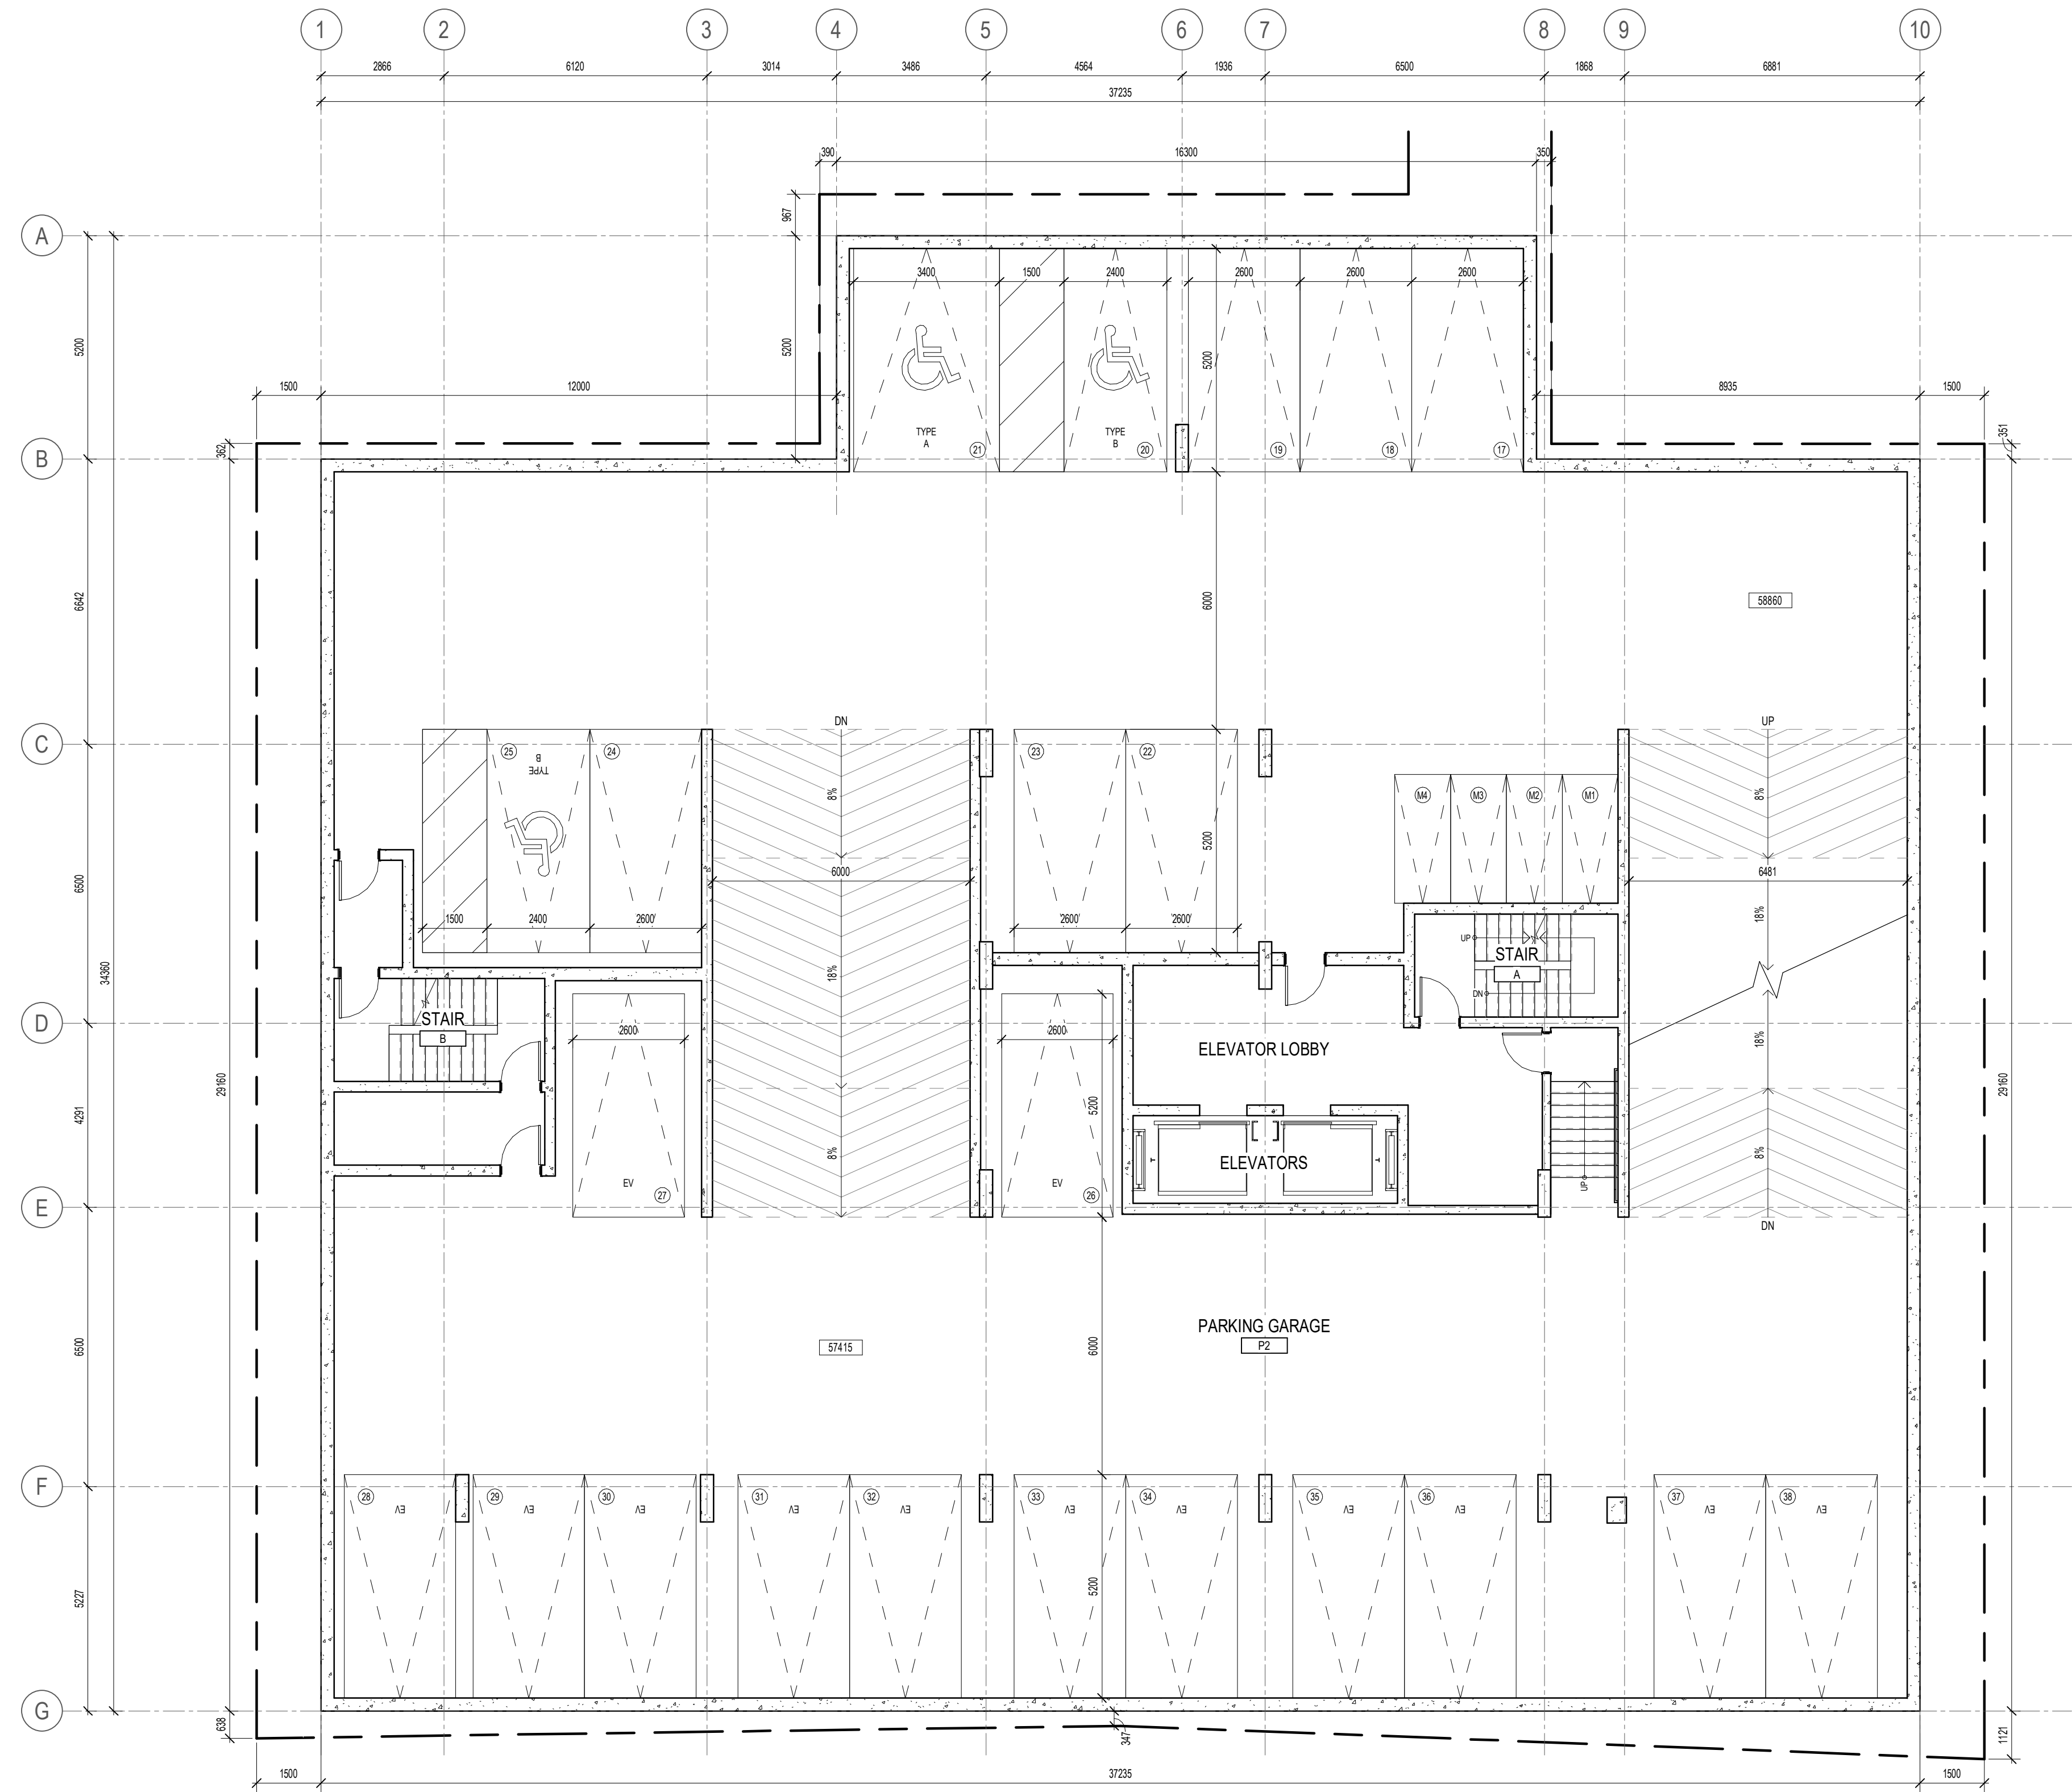 1 2 3 4 5 6 7 8 9 10
2866 6120 3014 3486 4564 1936 6500 1868 6881
37235
390 16300 350
967
A
3400 1500 2400 2600 2600 2600
5200 5200 5200
1500 12000 8935 1500
TYPE TYPE
A B
21 20 19 18 17
362 351
B
58860
6642 6000
DN UP
C
25 24 23 22
B
TYPE
8% M4 M3 M2 M1 8%
5200
6000 6481
6500
1500 2400 2600 2600 2600
18%
UP
STAIR
A
18%
34360
18%
DN
D
STAIR
B
2600 2600
ELEVATOR LOBBY
18%
29160 29160
4291 5200
8% 8%
ELEVATORS
T T
EV EV UP
27 26
E
DN
PARKING GARAGE
P2
57415
6500 6000
F
28 29 30 31 32 33 34 35 36 37 38
EV EV EV EV EV EV EV EV EV EV EV
5227 5200
G
638 347 1121
1500 37235 1500